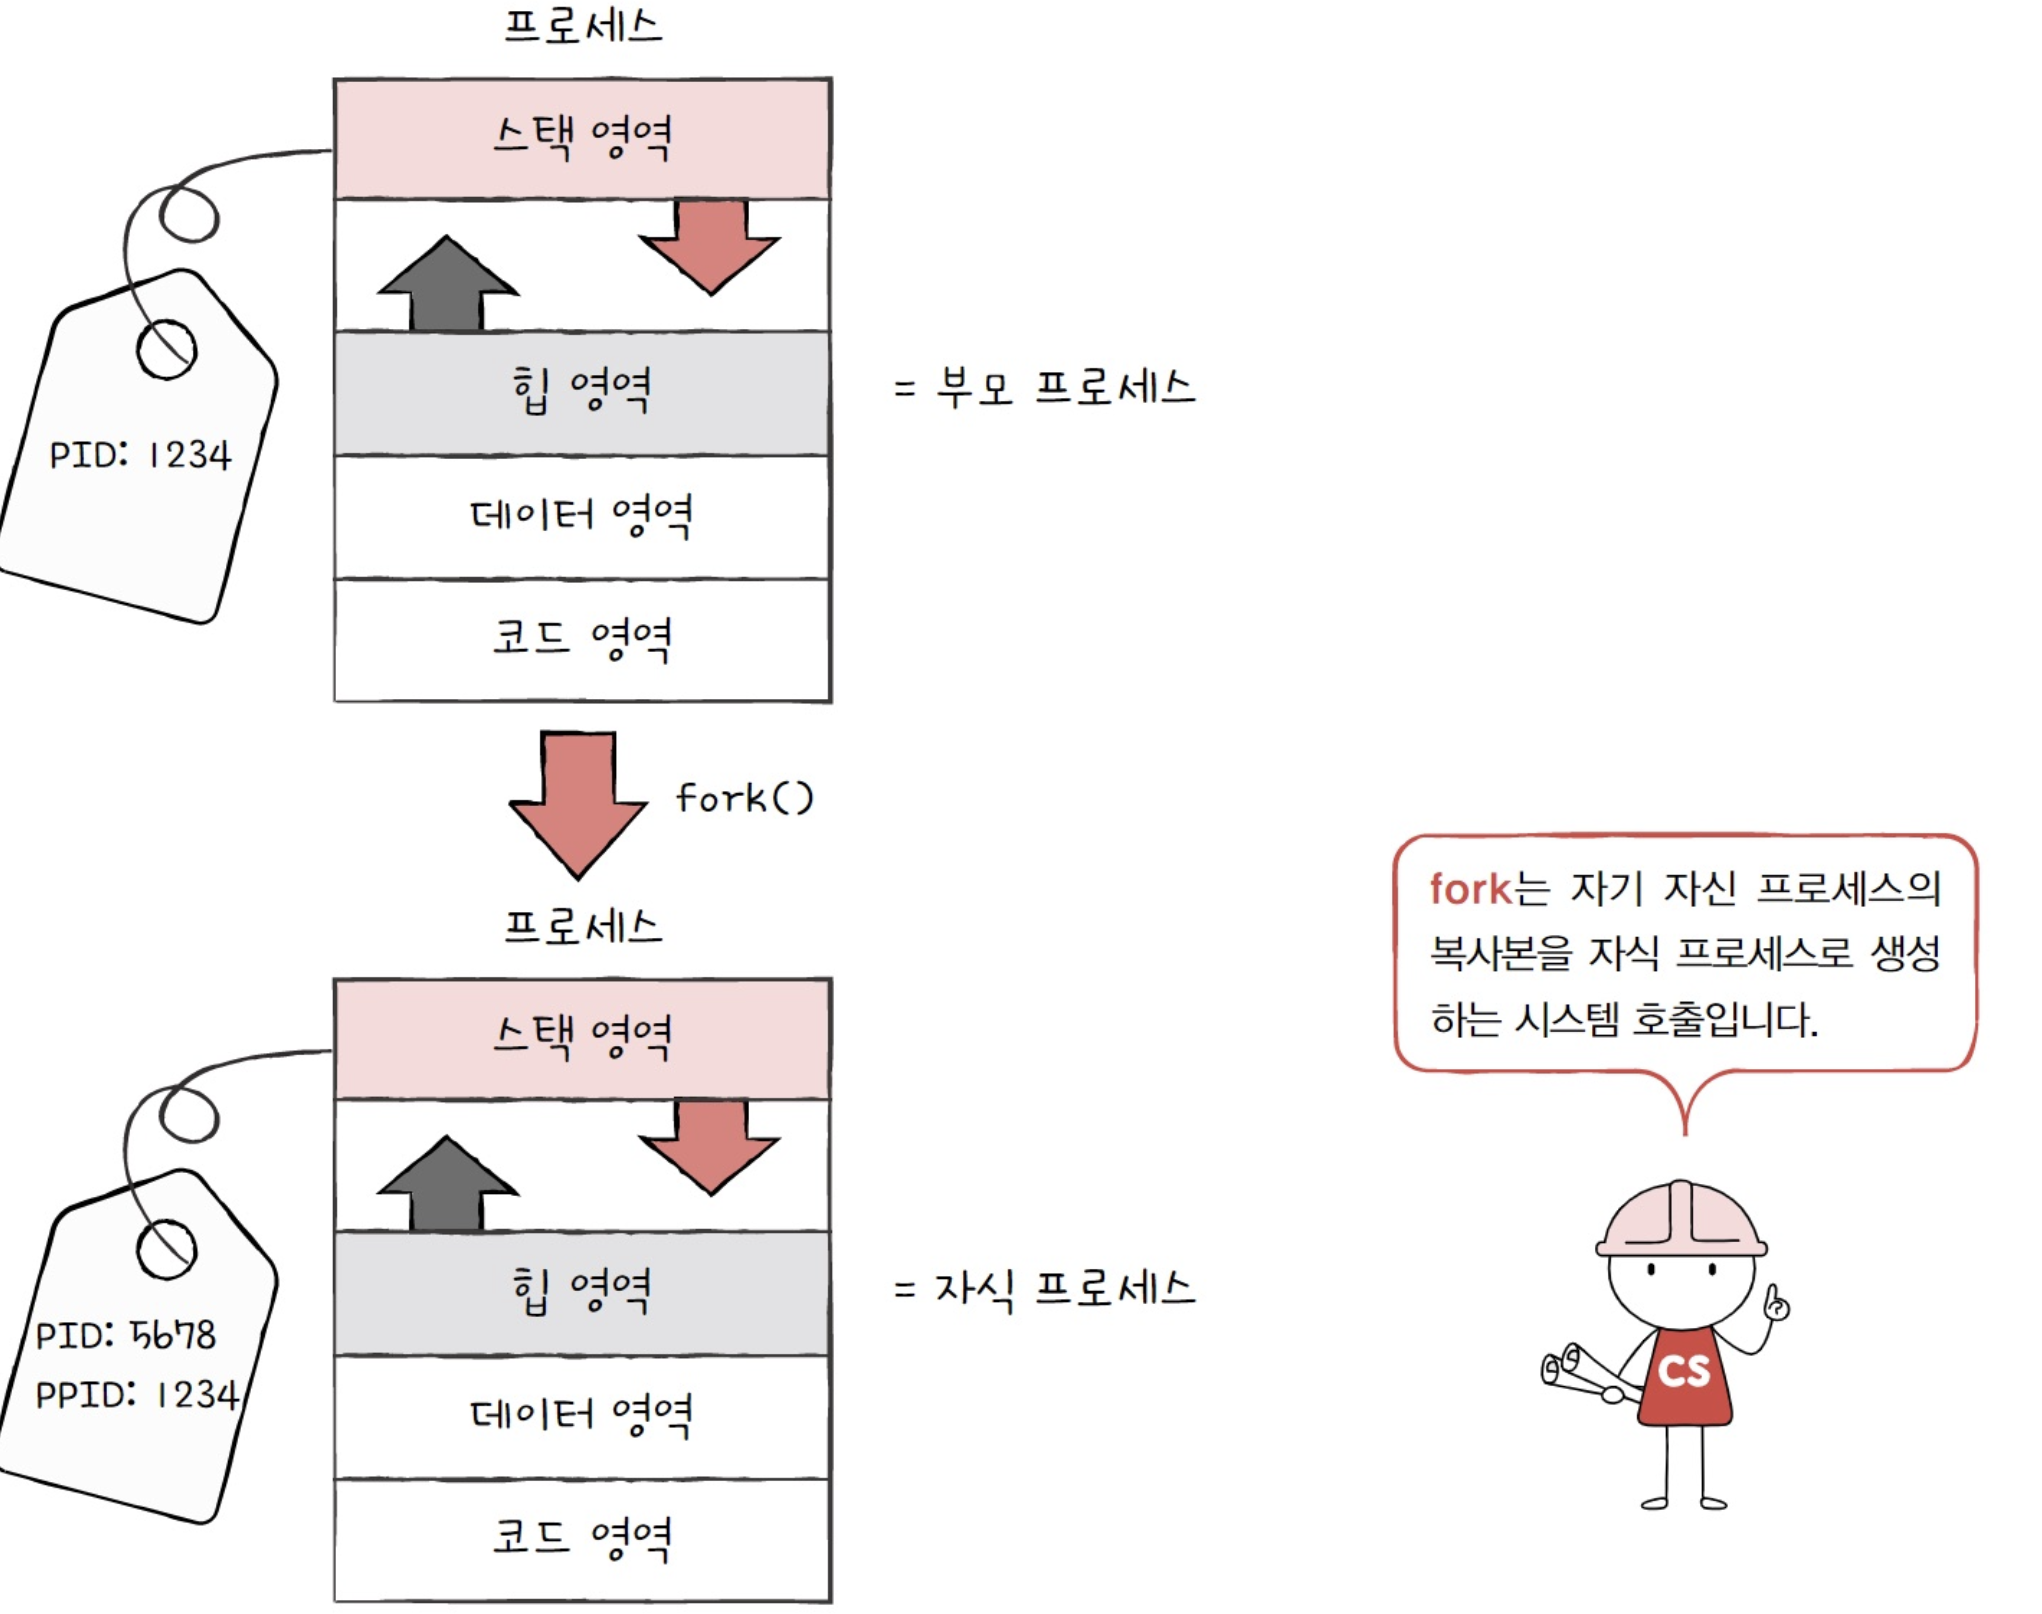 프로세스
스택 영역
힙 영역
데이터 영역
코드 영역
PID: 1234
= 부모 프로세스
fork()
프로세스
스택 영역
힙 영역
데이터 영역
코드 영역
PID: 5678
PPID: 1234
= 자식 프로세스
fork는 자기 자신 프로세스의
복사본을 자식 프로세스로 생성
하는 시스템 호출입니다.
CS